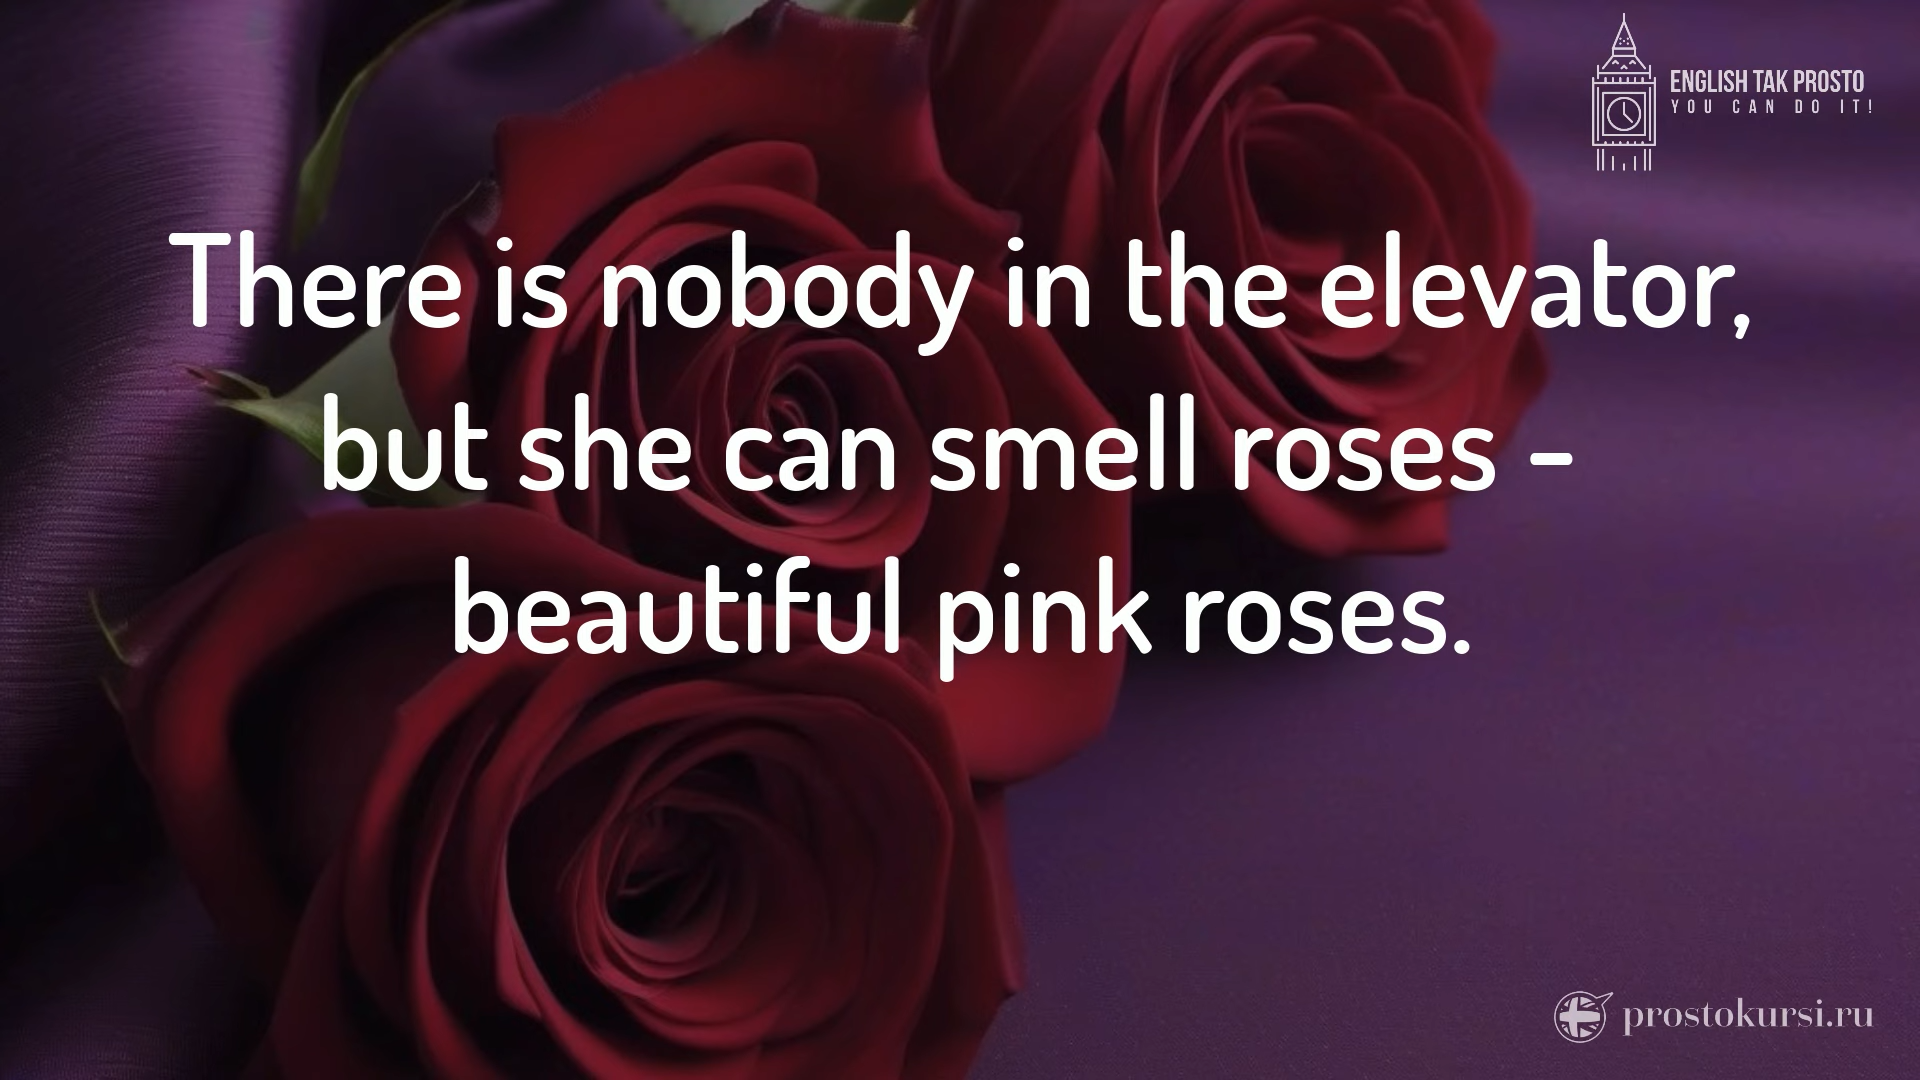 ENGLISH TAK PROSTO
YOU CAN DO IT!
There is nobody in the elevator,
but she can smell roses -
beautiful pink roses.
prostokursi.ru